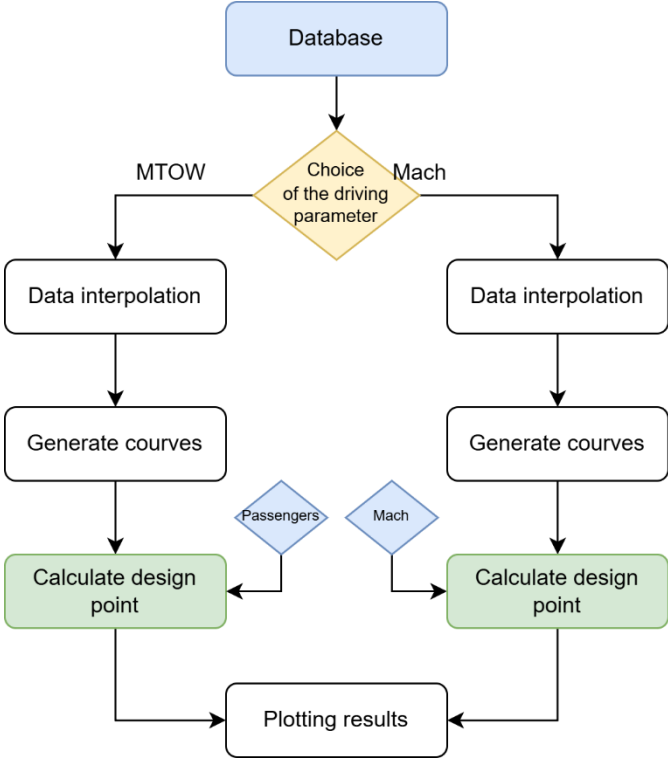 Database
MTOW
Choice
of the driving
parameter
Mach
Data interpolation
Data interpolation
Generate courves
Generate courves
Passengers
Mach
Calculate design
point
Calculate design
point
Plotting results